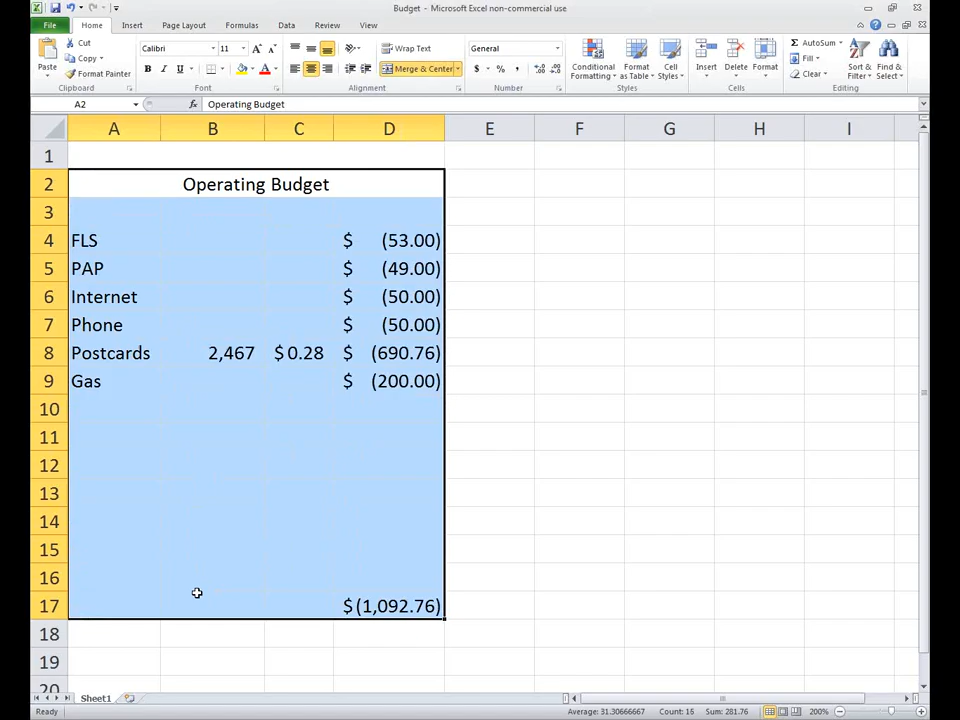 Budget - Microsoft Excel non-commercial use
File Home Insert Page Layout Formulas Data Review View
Cut
Copy
Format Painter
Paste
Clipboard
Calibri 11
B I U
Font
Wrap Text
Merge & Center
Alignment
General
$ % ,
Number
Conditional Formatting
Format as Table
Cell Styles
Styles
Insert Delete Format
Cells
AutoSum
Fill
Clear
Sort & Filter
Find & Select
Editing
A2 fx Operating Budget
A B C D E F G H I
1
2 Operating Budget
3
4 FLS $ (53.00)
5 PAP $ (49.00)
6 Internet $ (50.00)
7 Phone $ (50.00)
8 Postcards 2,467 $ 0.28 $ (690.76)
9 Gas $ (200.00)
10
11
12
13
14
15
16
17 $ (1,092.76)
18
19
20
Sheet1
Ready Average: 31.30666667 Count: 16 Sum: 281.76 200%